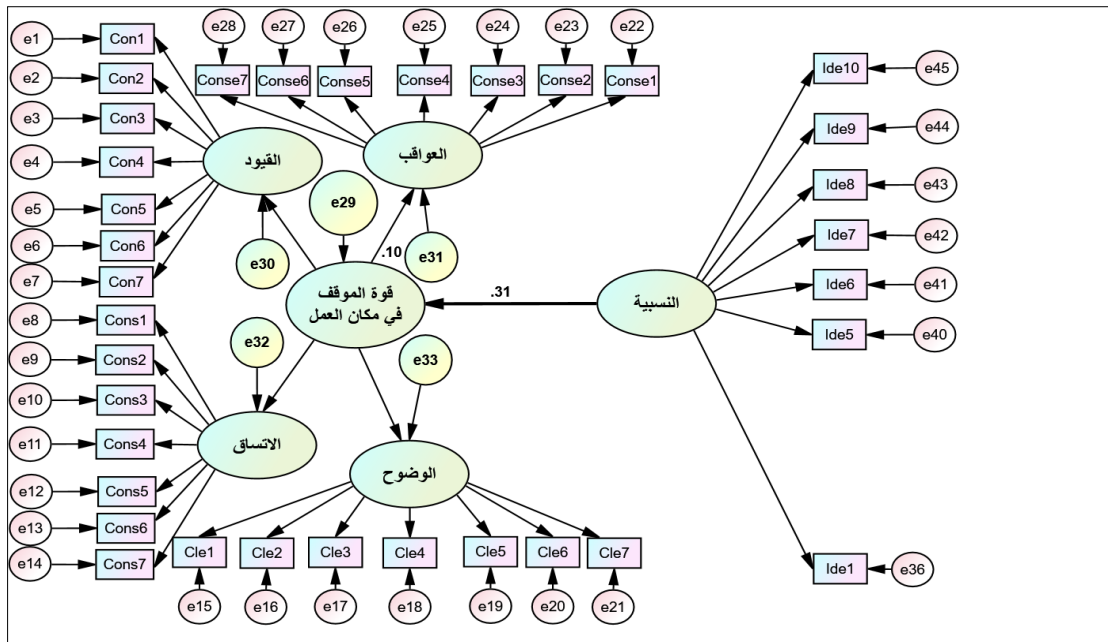 e28
e27
e26
e25
e24
e23
e22
Conse7
Conse6
Conse5
Conse4
Conse3
Conse2
Conse1
e1
Con1
e2
Con2
e3
Con3
e4
Con4
e5
Con5
e6
Con6
e7
Con7
القيود
العواقب
e29
e30
e31
.10
قوة الموقف
في مكان العمل
.31
النسبية
Ide10
e45
Ide9
e44
Ide8
e43
Ide7
e42
Ide6
e41
Ide5
e40
Ide1
e36
e32
e33
e8
Cons1
e9
Cons2
e10
Cons3
e11
Cons4
e12
Cons5
e13
Cons6
e14
Cons7
الاتساق
الوضوح
Cle1
Cle2
Cle3
Cle4
Cle5
Cle6
Cle7
e15
e16
e17
e18
e19
e20
e21